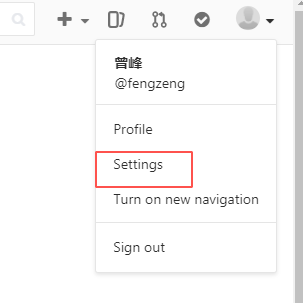 曾峰
@fengzeng
Profile
Settings
Turn on new navigation
Sign out